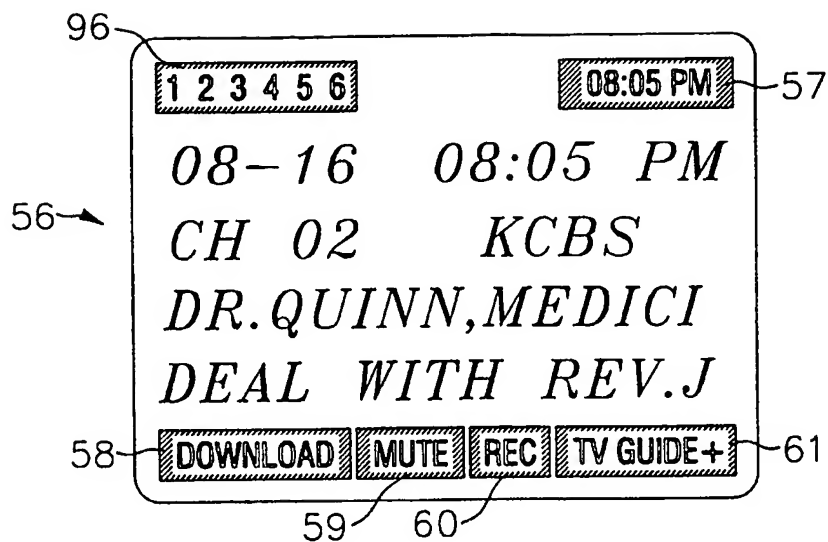 96
1 2 3 4 5 6 08:05 PM 57
08-16 08:05 PM
56 CH 02 KCBS
DR.QUINN,MEDICI
DEAL WITH REV.J
58 DOWNLOAD MUTE REC TV GUIDE+ 61
59 60